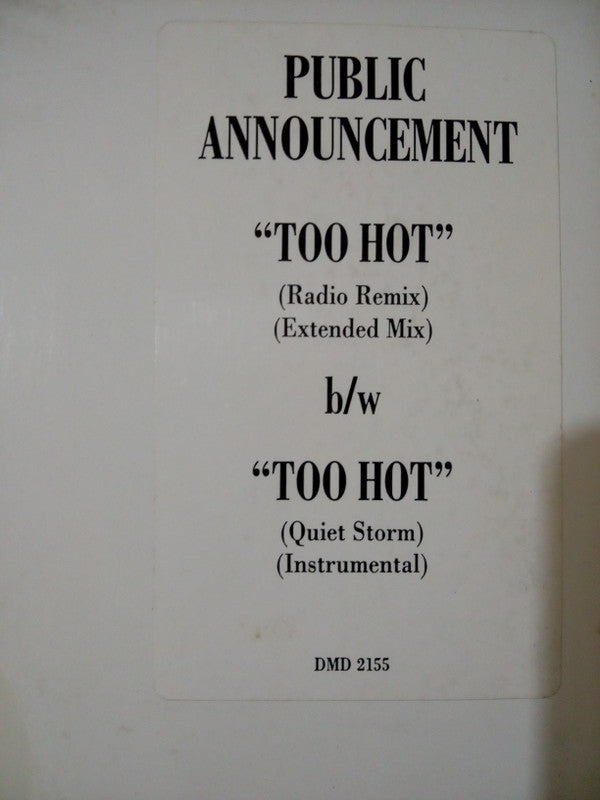 PUBLIC
ANNOUNCEMENT
“TOO HOT”
(Radio Remix)
(Extended Mix)
b/w
“TOO HOT”
(Quiet Storm)
(Instrumental)
DMD 2155